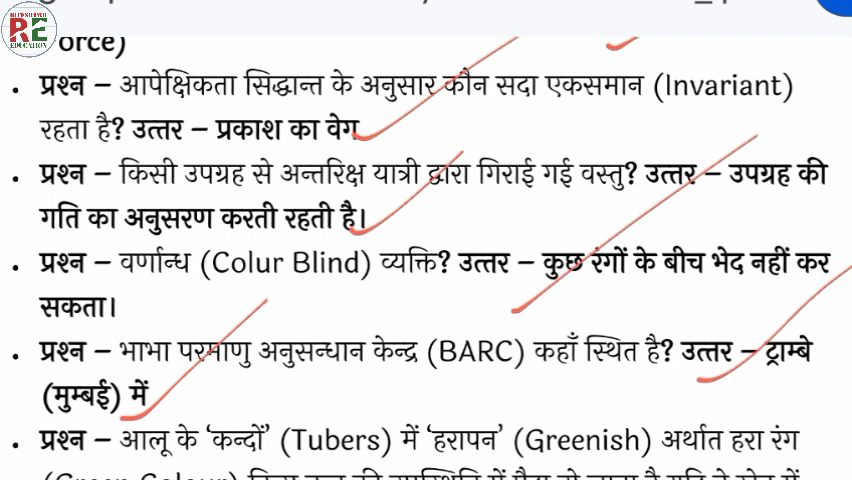 RE
EDUCATION
orce)
• प्रश्न – आपेक्षिकता सिद्धान्त के अनुसार कौन सदा एकसमान (Invariant)
रहता है? उत्तर – प्रकाश का वेग
• प्रश्न – किसी उपग्रह से अन्तरिक्ष यात्री द्वारा गिराई गई वस्तु? उत्तर – उपग्रह की
गति का अनुसरण करती रहती है।
• प्रश्न – वर्णान्ध (Colur Blind) व्यक्ति? उत्तर – कुछ रंगों के बीच भेद नहीं कर
सकता।
• प्रश्न – भाभा परमाणु अनुसन्धान केन्द्र (BARC) कहाँ स्थित है? उत्तर – ट्राम्बे
(मुम्बई) में
• प्रश्न – आलू के ‘कन्दों’ (Tubers) में ‘हरापन’ (Greenish) अर्थात हरा रंग